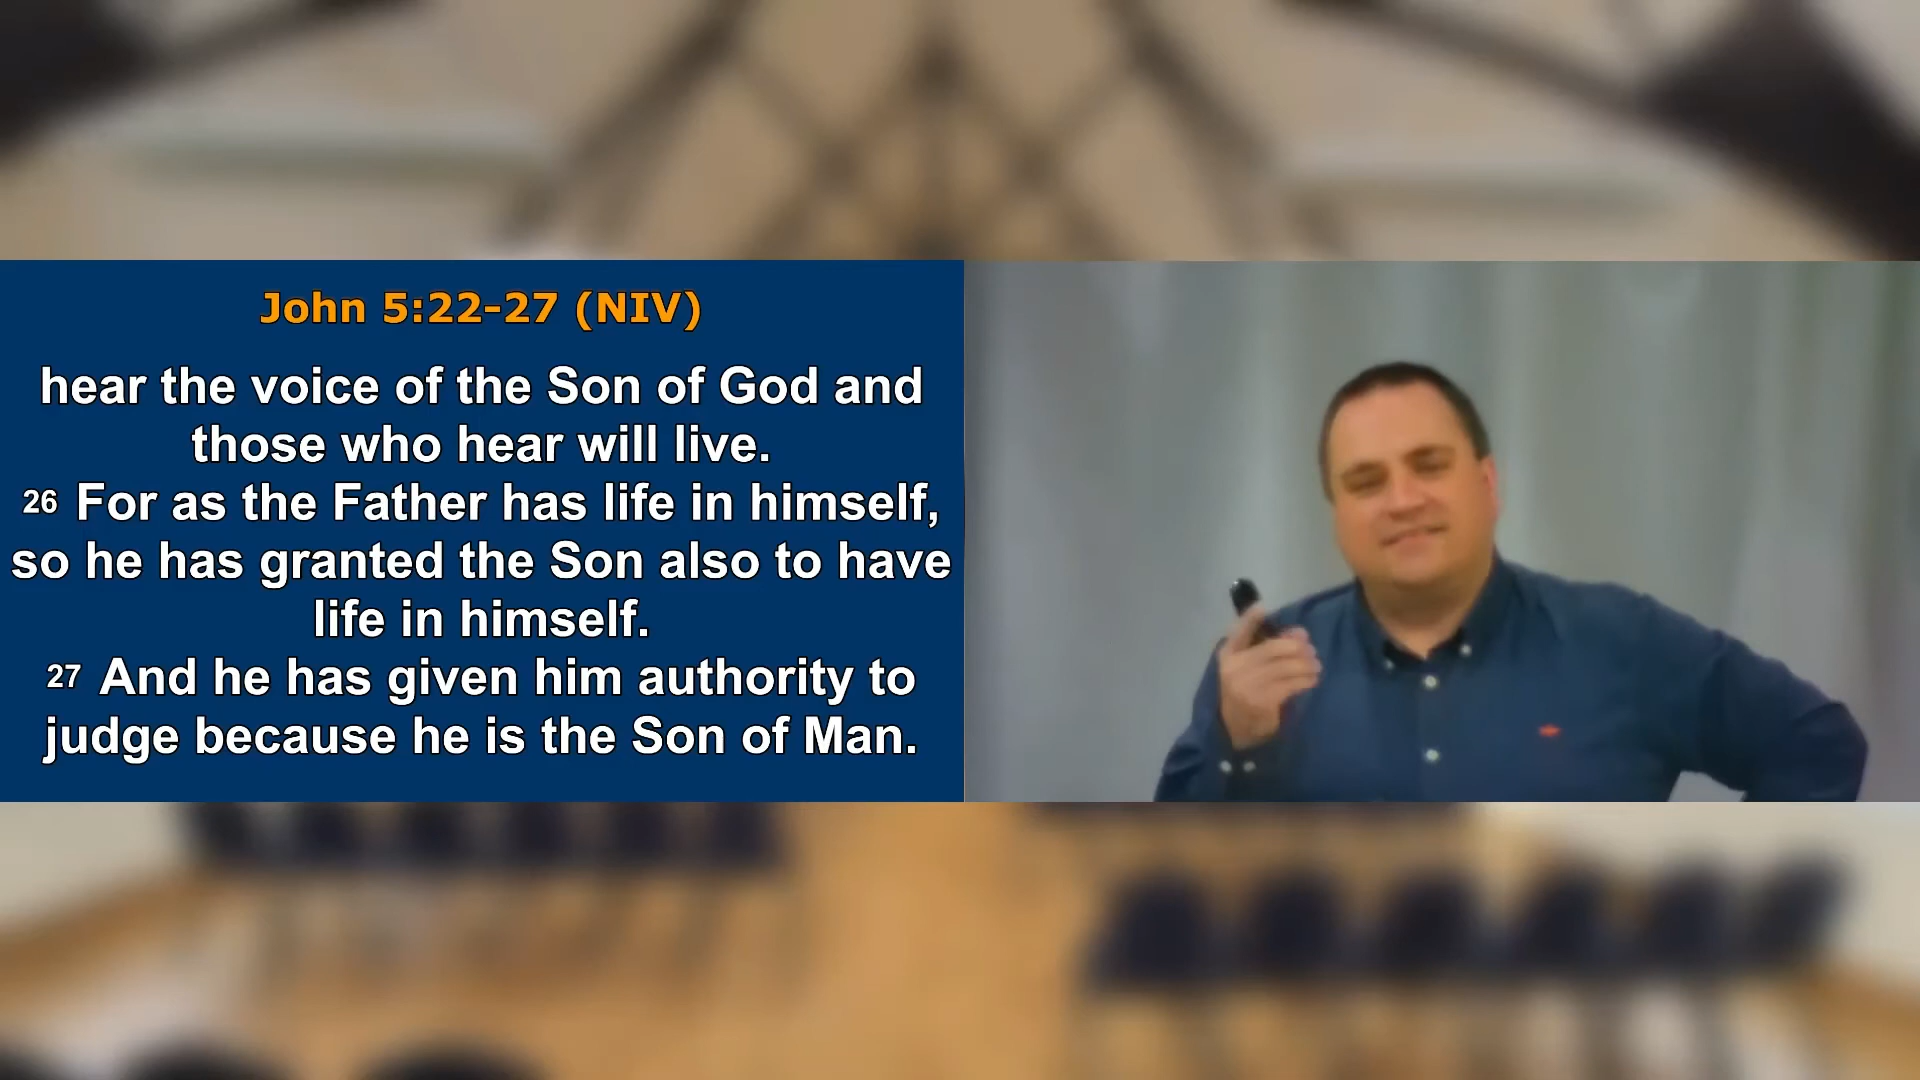 John 5:22-27 (NIV)
hear the voice of the Son of God and
those who hear will live.
26 For as the Father has life in himself,
so he has granted the Son also to have
life in himself.
27 And he has given him authority to
judge because he is the Son of Man.